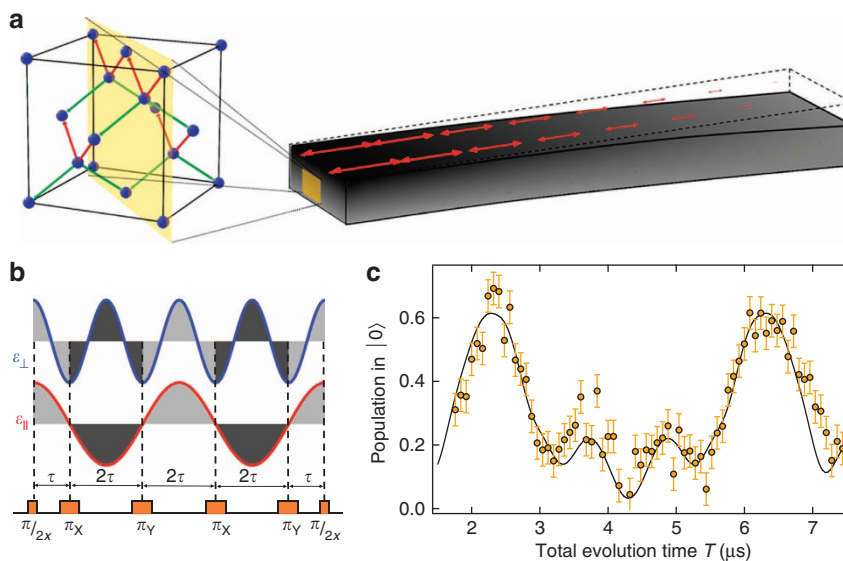 a
b
ε⊥
ε||
τ 2τ 2τ 2τ τ
π/2x πX πY πX πY π/2x
c
Population in |0⟩
0.6
0.4
0.2
0.0
2 3 4 5 6 7
Total evolution time T (μs)